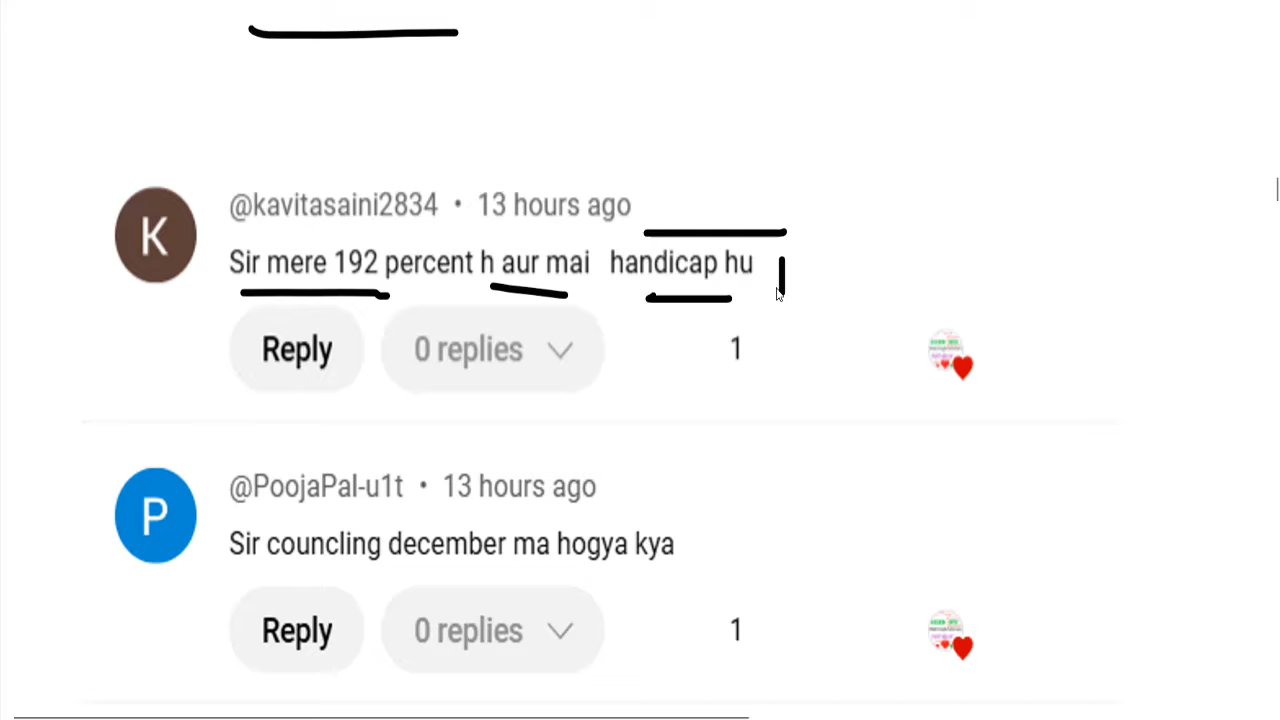 @kavitasaini2834 • 13 hours ago
Sir mere 192 percent h aur mai handicap hu
Reply 0 replies 1
@PoojaPal-u1t • 13 hours ago
Sir councling december ma hogya kya
Reply 0 replies 1